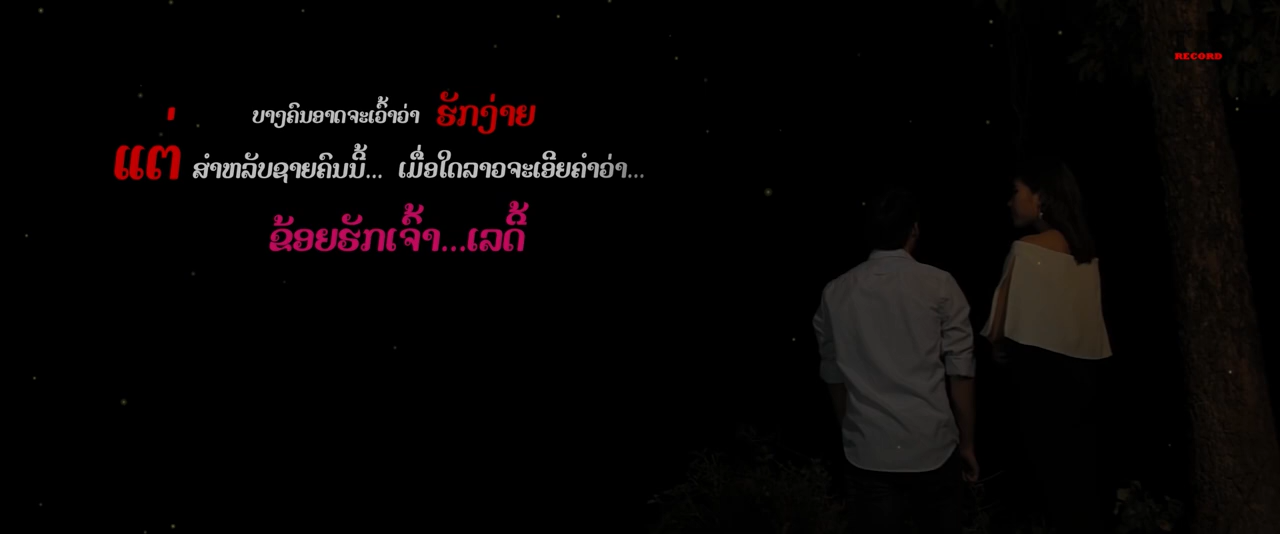 ບາງຄົນອາດຈະເວົ້າວ່າ ຮັກງ່າຍ
ແຕ່ ສຳຫລັບຊາຍຄົນນີ້... ເມື່ອໃດລາວຈະເອີຍຄຳວ່າ...
ຂ້ອຍຮັກເຈົ້າ...ເລດີ້
RECORD